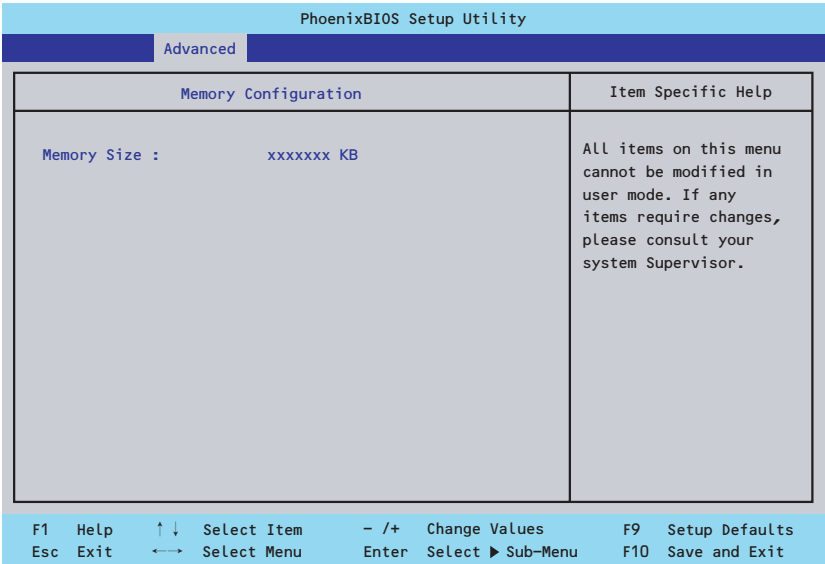 PhoenixBIOS Setup Utility
Advanced
Memory Configuration
Item Specific Help
Memory Size : xxxxxxx KB
All items on this menu
cannot be modified in
user mode. If any
items require changes,
please consult your
system Supervisor.
F1 Help ↑↓ Select Item - /+ Change Values F9 Setup Defaults
Esc Exit ←→ Select Menu Enter Select ▶ Sub-Menu F10 Save and Exit